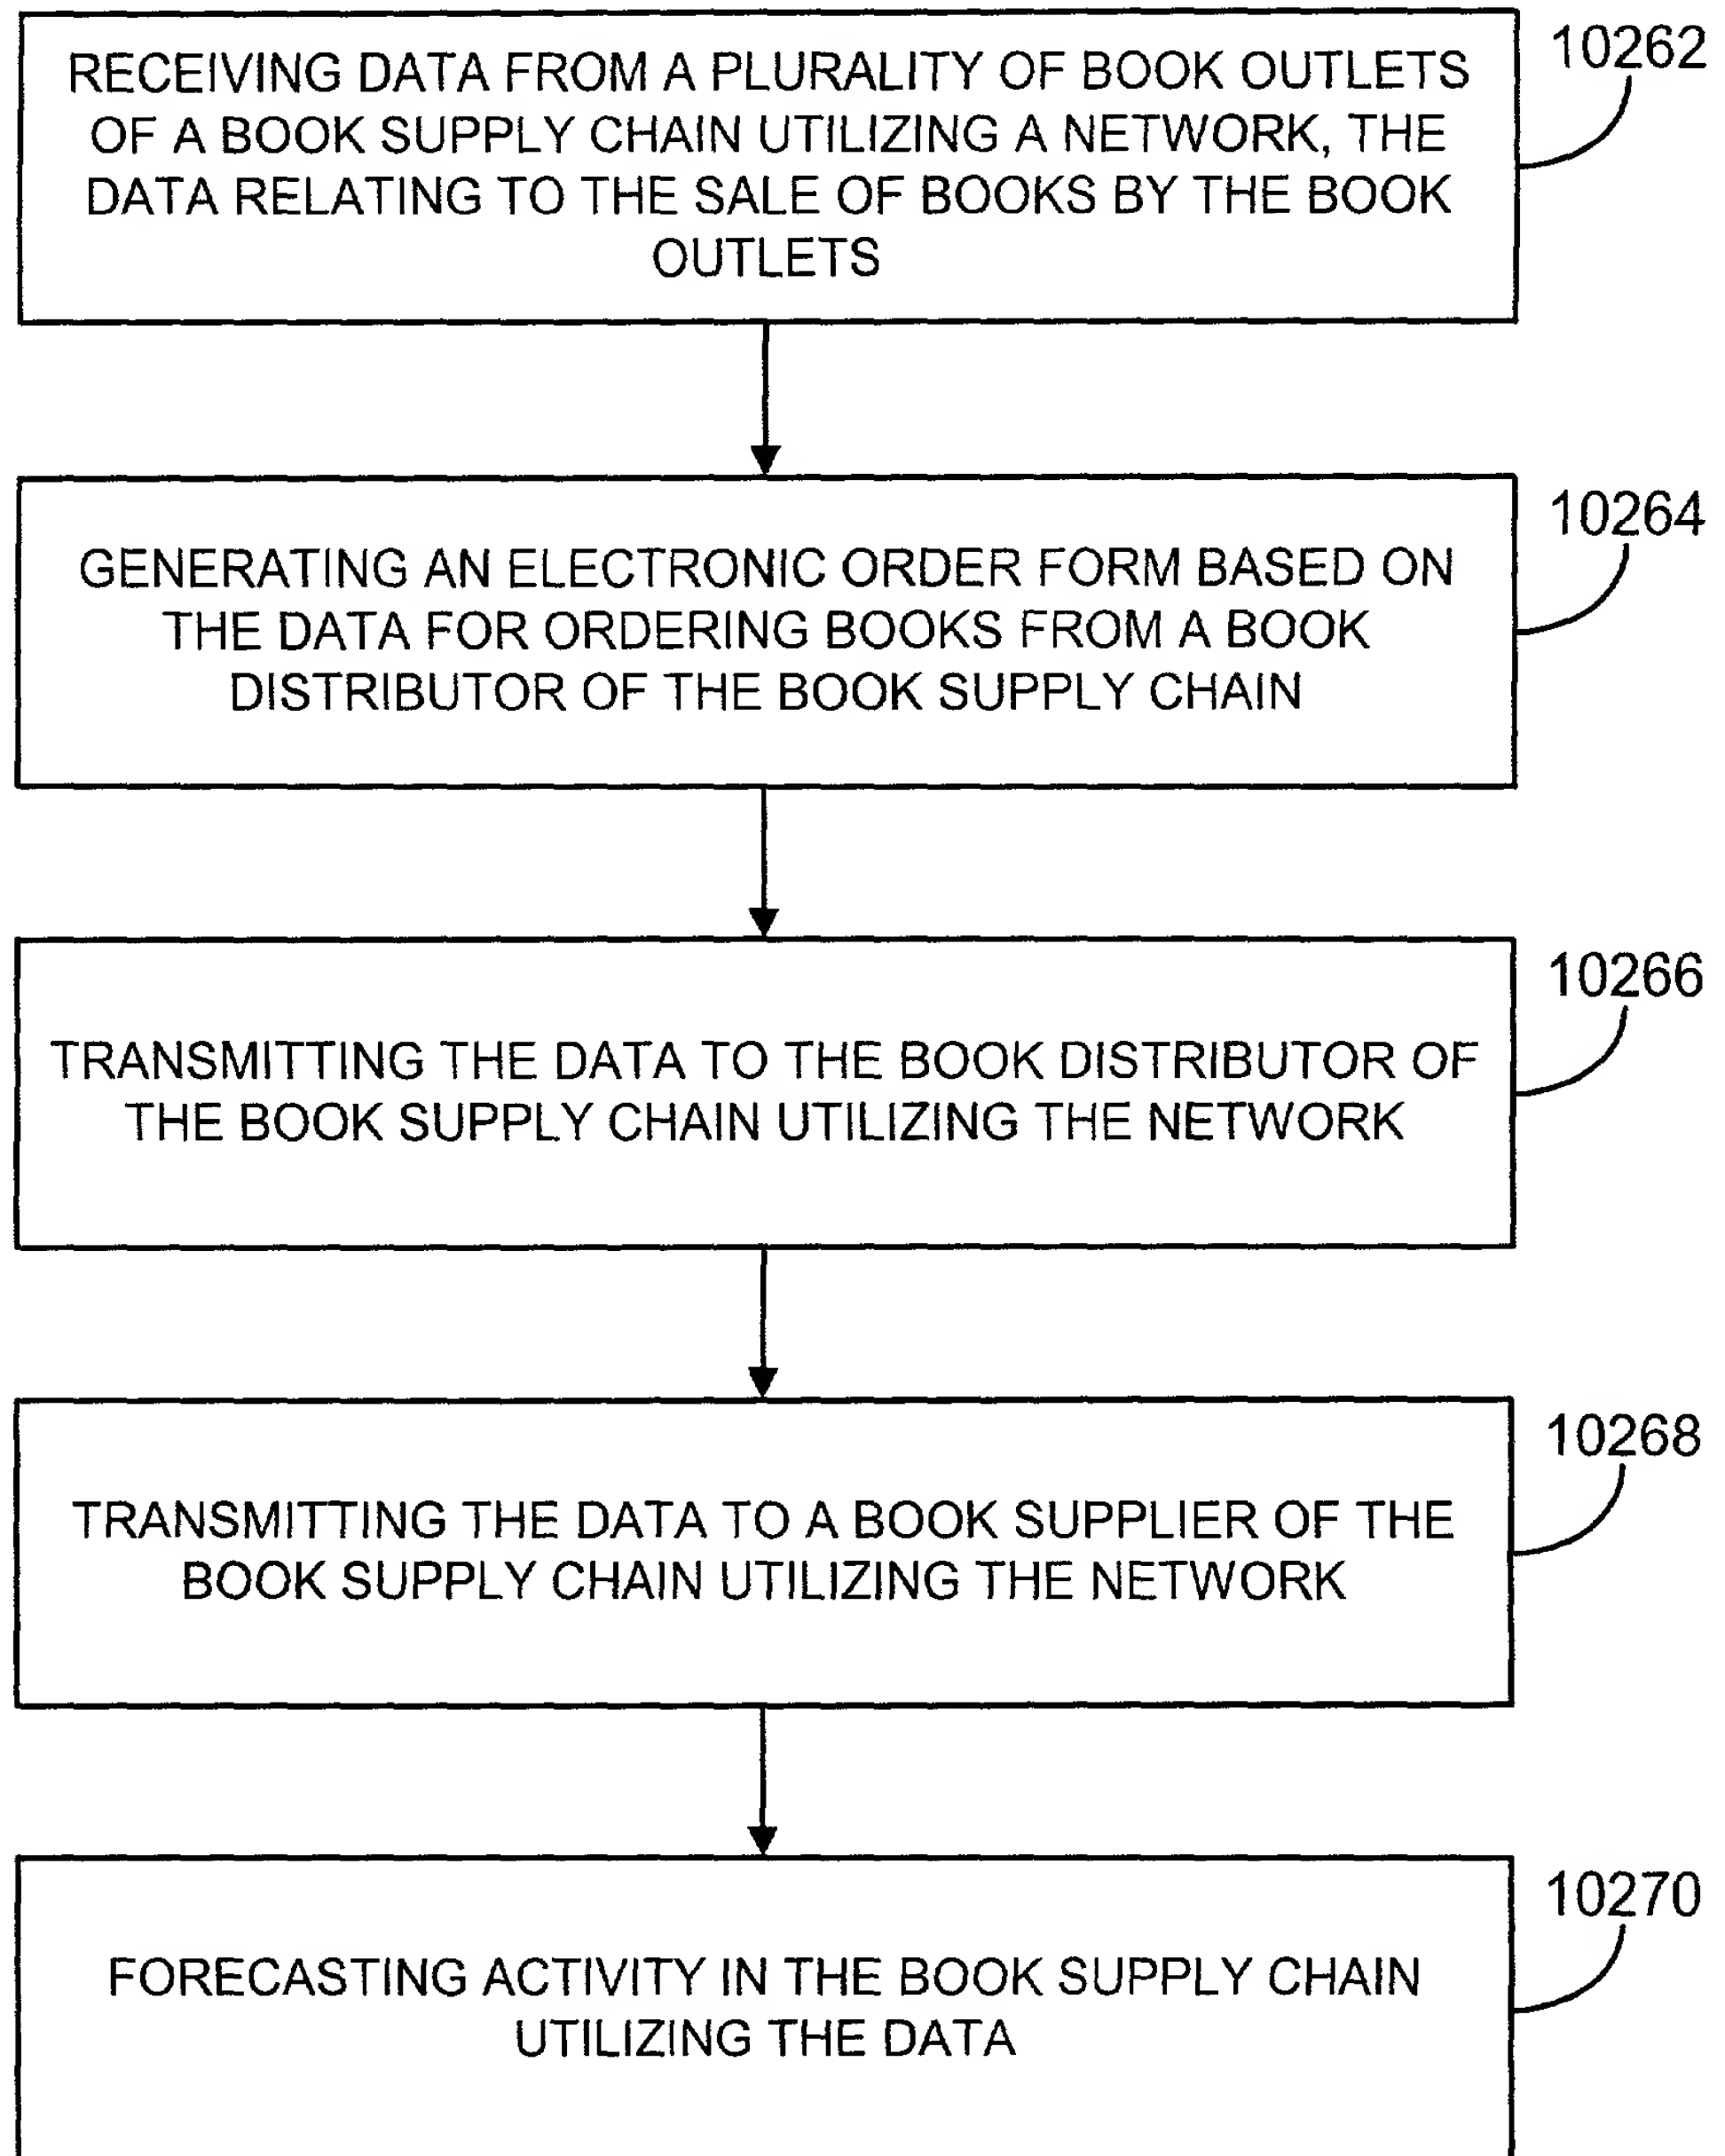 RECEIVING DATA FROM A PLURALITY OF BOOK OUTLETS
OF A BOOK SUPPLY CHAIN UTILIZING A NETWORK, THE
DATA RELATING TO THE SALE OF BOOKS BY THE BOOK
OUTLETS
10262
GENERATING AN ELECTRONIC ORDER FORM BASED ON
THE DATA FOR ORDERING BOOKS FROM A BOOK
DISTRIBUTOR OF THE BOOK SUPPLY CHAIN
10264
TRANSMITTING THE DATA TO THE BOOK DISTRIBUTOR OF
THE BOOK SUPPLY CHAIN UTILIZING THE NETWORK
10266
TRANSMITTING THE DATA TO A BOOK SUPPLIER OF THE
BOOK SUPPLY CHAIN UTILIZING THE NETWORK
10268
FORECASTING ACTIVITY IN THE BOOK SUPPLY CHAIN
UTILIZING THE DATA
10270